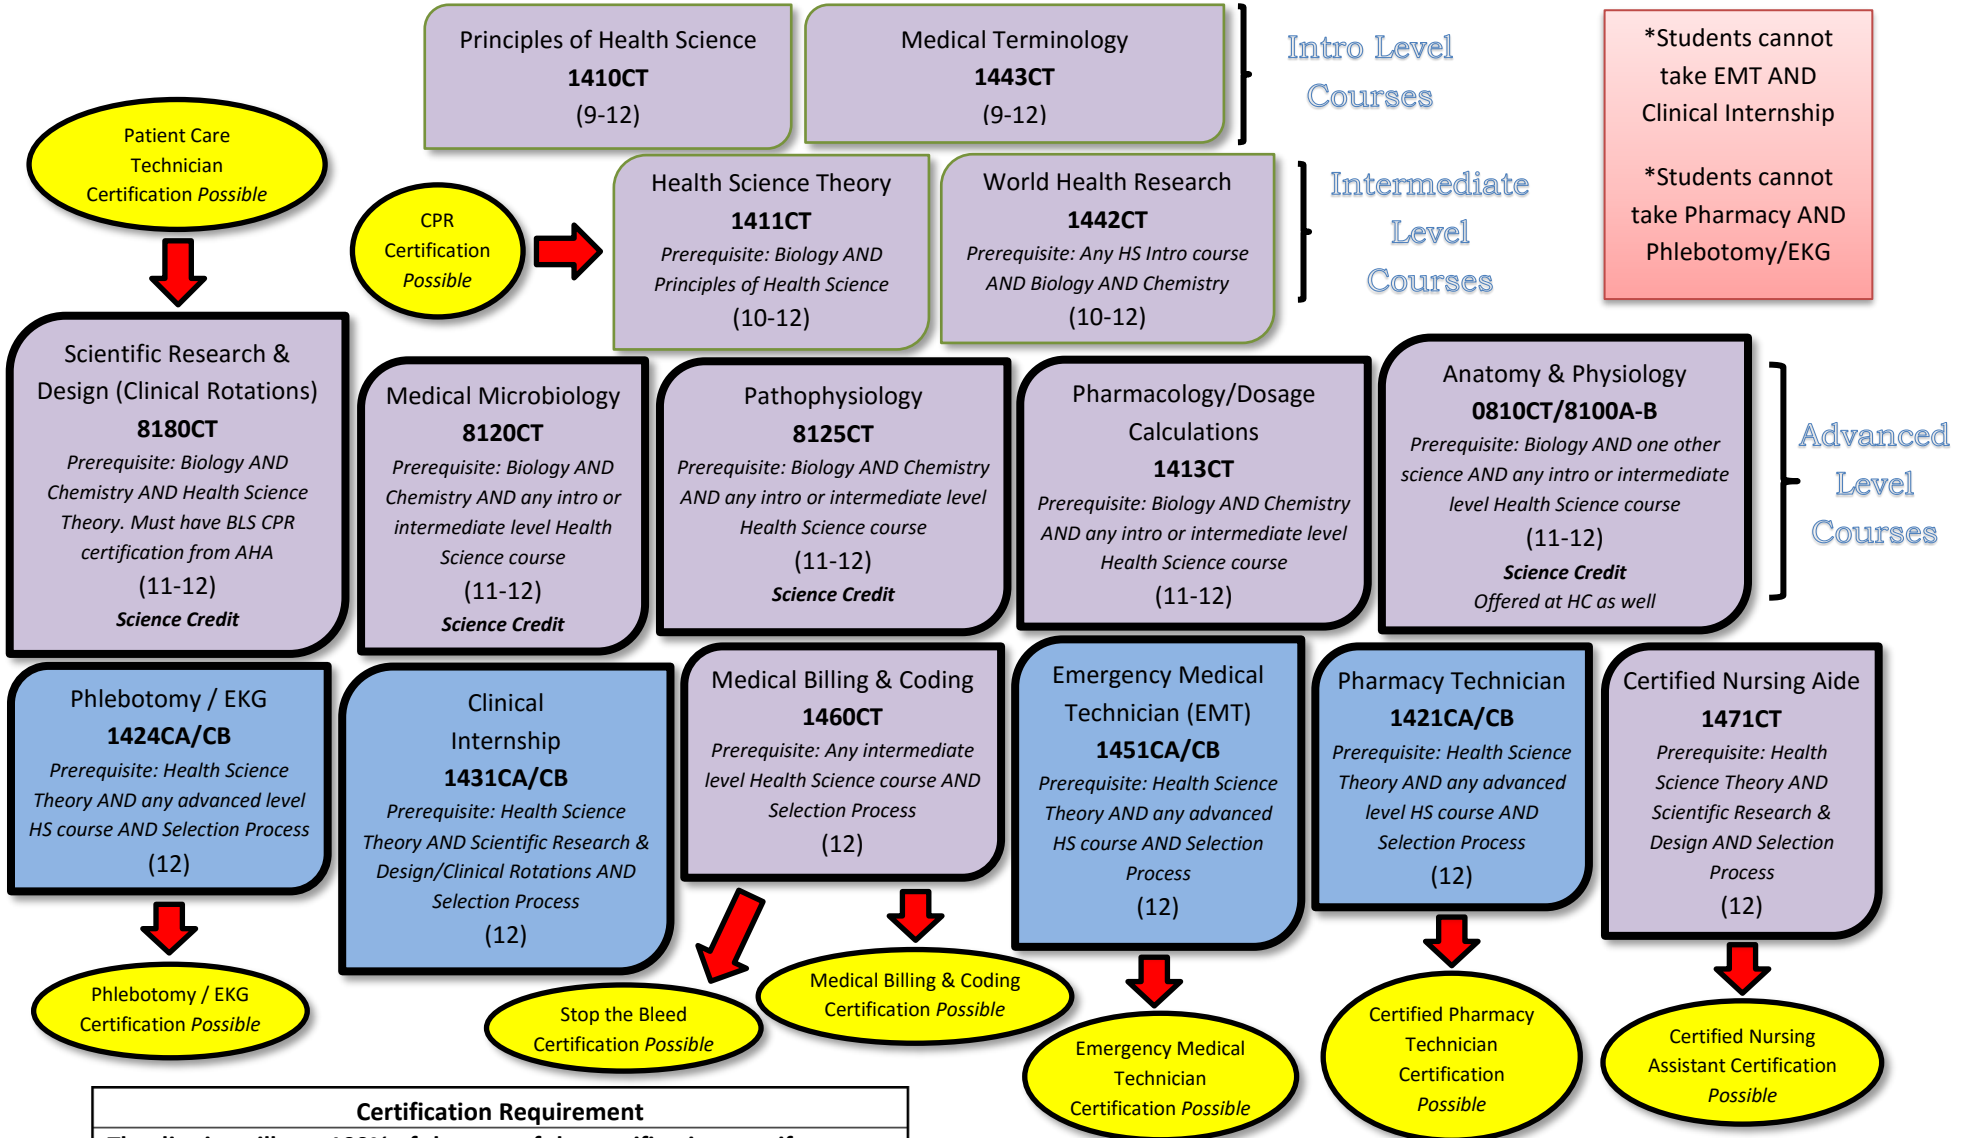 Principles of Health Science
1410CT
(9-12)
Medical Terminology
1443CT
(9-12)
Intro Level
Courses
*Students cannot
take EMT AND
Clinical Internship
*Students cannot
take Pharmacy AND
Phlebotomy/EKG
Patient Care
Technician
Certification Possible
CPR
Certification
Possible
Health Science Theory
1411CT
Prerequisite: Biology AND
Principles of Health Science
(10-12)
World Health Research
1442CT
Prerequisite: Any HS Intro course
AND Biology AND Chemistry
(10-12)
Intermediate
Level
Courses
Scientific Research &
Design (Clinical Rotations)
8180CT
Prerequisite: Biology AND
Chemistry AND Health Science
Theory. Must have BLS CPR
certification from AHA
(11-12)
Science Credit
Medical Microbiology
8120CT
Prerequisite: Biology AND
Chemistry AND any intro or
intermediate level Health
Science course
(11-12)
Science Credit
Pathophysiology
8125CT
Prerequisite: Biology AND Chemistry
AND any intro or intermediate level
Health Science course
(11-12)
Science Credit
Pharmacology/Dosage
Calculations
1413CT
Prerequisite: Biology AND Chemistry
AND any intro or intermediate level
Health Science course
(11-12)
Anatomy & Physiology
0810CT/8100A-B
Prerequisite: Biology AND one other
science AND any intro or intermediate
level Health Science course
(11-12)
Science Credit
Offered at HC as well
Advanced
Level
Courses
Phlebotomy / EKG
1424CA/CB
Prerequisite: Health Science
Theory AND any advanced level
HS course AND Selection Process
(12)
Clinical
Internship
1431CA/CB
Prerequisite: Health Science
Theory AND Scientific Research &
Design/Clinical Rotations AND
Selection Process
(12)
Medical Billing & Coding
1460CT
Prerequisite: Any intermediate
level Health Science course AND
Selection Process
(12)
Emergency Medical
Technician (EMT)
1451CA/CB
Prerequisite: Health Science
Theory AND any advanced
HS course AND Selection
Process
(12)
Pharmacy Technician
1421CA/CB
Prerequisite: Health Science
Theory AND any advanced
level HS course AND
Selection Process
(12)
Certified Nursing Aide
1471CT
Prerequisite: Health
Science Theory AND
Scientific Research &
Design AND Selection
Process
(12)
Phlebotomy / EKG
Certification Possible
Stop the Bleed
Certification Possible
Medical Billing & Coding
Certification Possible
Emergency Medical
Technician
Certification Possible
Certified Pharmacy
Technician
Certification
Possible
Certified Nursing
Assistant Certification
Possible
Certification Requirement